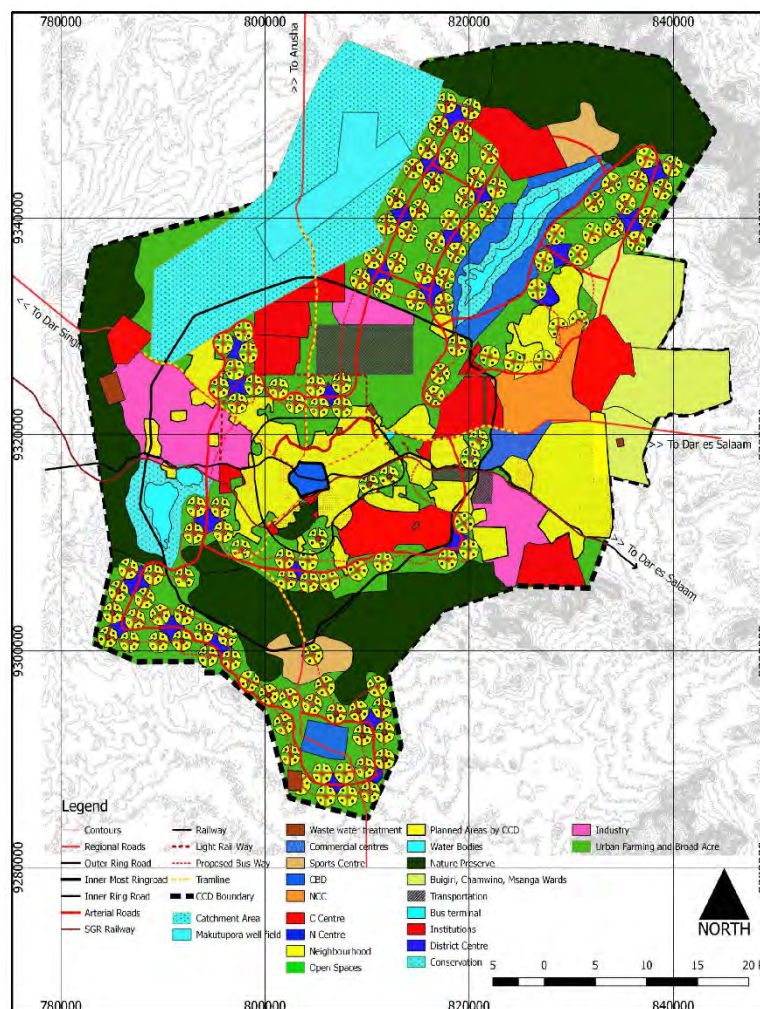 780000 800000 820000 840000
>> To Arusha
9340000
<< To Dar Singi
9320000
>> To Dar es Salaam
>> To Dar es Salaam
9300000
Legend
Contours
Regional Roads
Outer Ring Road
Inner Most Ringroad
Inner Ring Road
Arterial Roads
SGR Railway
Railway
Light Rail Way
Proposed Bus Way
Tramline
CCD Boundary
Catchment Area
Makutupora well field
Waste water treatment
Commercial centres
Sports Centre
CBD
NCC
C Centre
N Centre
Neighbourhood
Open Spaces
Planned Areas by CCD
Water Bodies
Nature Preserve
Buigiri, Chamwino, Msanga Wards
Transportation
Bus terminal
Institutions
District Centre
Conservation
Industry
Urban Farming and Broad Acre
9280000
NORTH
5 0 5 10 15 20 k
780000 800000 820000 840000